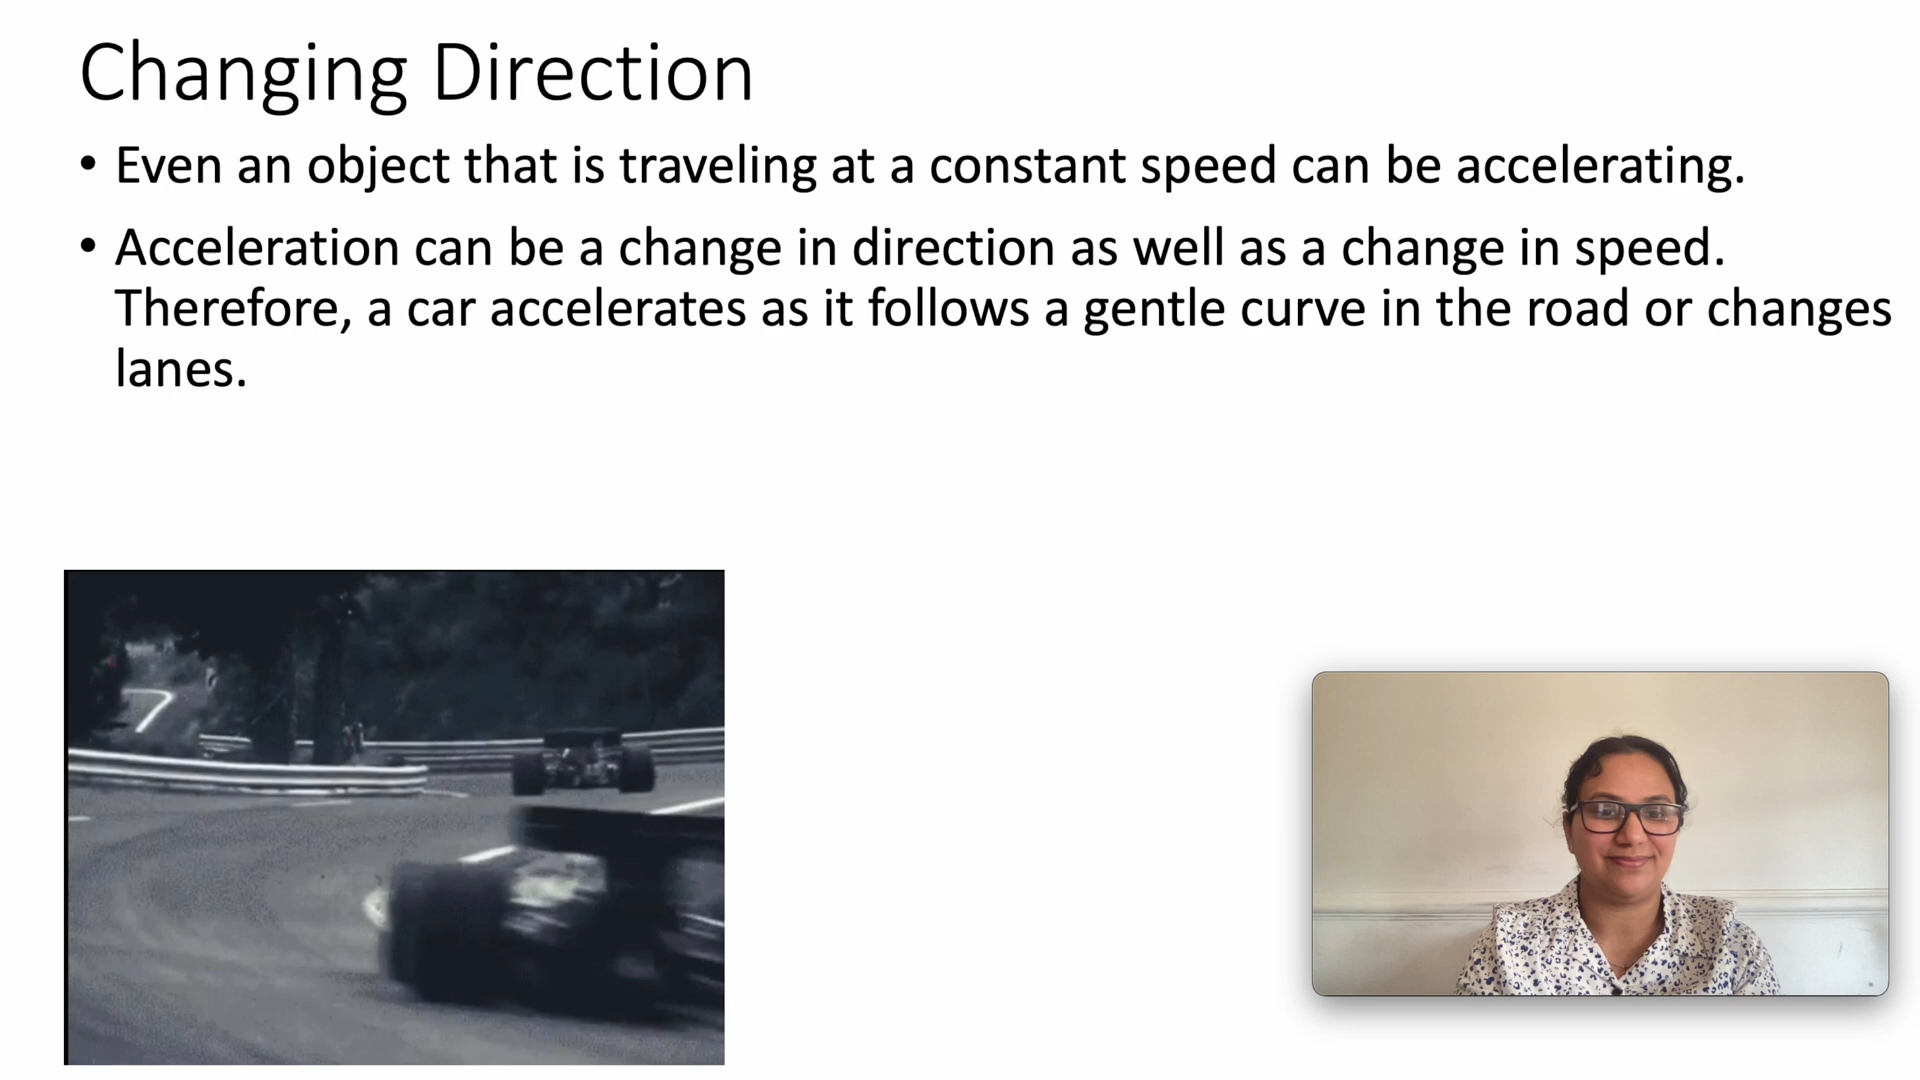 Changing Direction
• Even an object that is traveling at a constant speed can be accelerating.
• Acceleration can be a change in direction as well as a change in speed.
Therefore, a car accelerates as it follows a gentle curve in the road or changes
lanes.